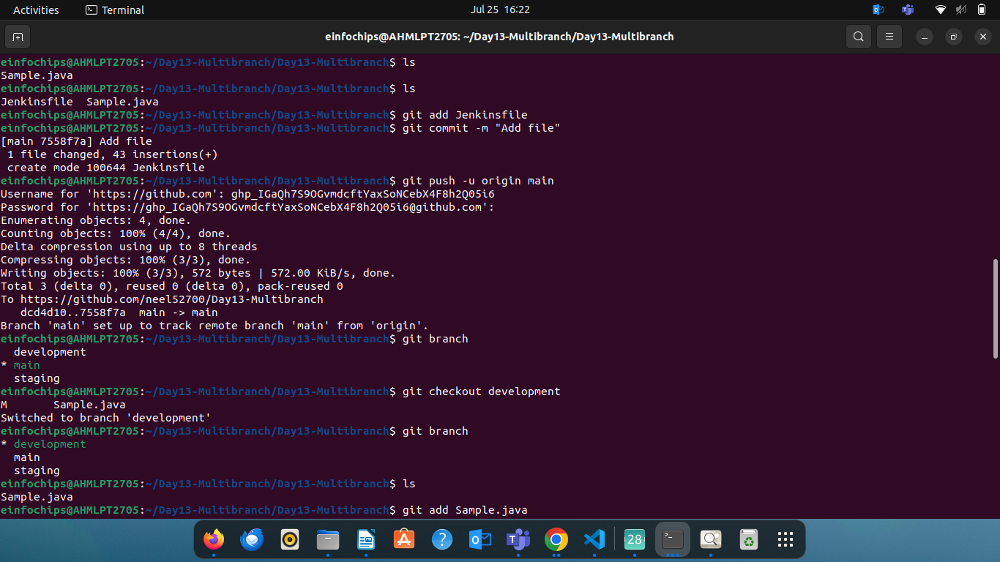 Activities
Terminal
Jul 25 16:22
einfochips@AHMLPT2705: ~/Day13-Multibranch/Day13-Multibranch
einfochips@AHMLPT2705:~/Day13-Multibranch/Day13-Multibranch$ ls
Sample.java
einfochips@AHMLPT2705:~/Day13-Multibranch/Day13-Multibranch$ ls
Jenkinsfile  Sample.java
einfochips@AHMLPT2705:~/Day13-Multibranch/Day13-Multibranch$ git add Jenkinsfile
einfochips@AHMLPT2705:~/Day13-Multibranch/Day13-Multibranch$ git commit -m "Add file"
[main 7558f7a] Add file
 1 file changed, 43 insertions(+)
 create mode 100644 Jenkinsfile
einfochips@AHMLPT2705:~/Day13-Multibranch/Day13-Multibranch$ git push -u origin main
Username for 'https://github.com': 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
Password for 'https://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@github.com':
Enumerating objects: 4, done.
Counting objects: 100% (4/4), done.
Delta compression using up to 8 threads
Compressing objects: 100% (3/3), done.
Writing objects: 100% (3/3), 572 bytes | 572.00 KiB/s, done.
Total 3 (delta 0), reused 0 (delta 0), pack-reused 0
To https://github.com/neel52700/Day13-Multibranch
   dcd4d10..7558f7a  main -> main
Branch 'main' set up to track remote branch 'main' from 'origin'.
einfochips@AHMLPT2705:~/Day13-Multibranch/Day13-Multibranch$ git branch
  development
* main
  staging
einfochips@AHMLPT2705:~/Day13-Multibranch/Day13-Multibranch$ git checkout development
M       Sample.java
Switched to branch 'development'
einfochips@AHMLPT2705:~/Day13-Multibranch/Day13-Multibranch$ git branch
* development
  main
  staging
einfochips@AHMLPT2705:~/Day13-Multibranch/Day13-Multibranch$ ls
Sample.java
einfochips@AHMLPT2705:~/Day13-Multibranch/Day13-Multibranch$ git add Sample.java
28